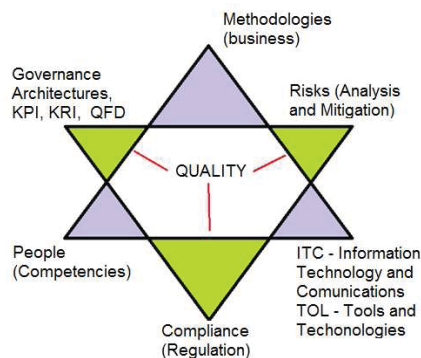 Methodologies
(business)
Governance
Architectures,
KPI, KRI, QFD
Risks (Analysis
and Mitigation)
QUALITY
People
(Competencies)
ITC - Information
Technology and
Comunications
TOL - Tools and
Techonologies
Compliance
(Regulation)